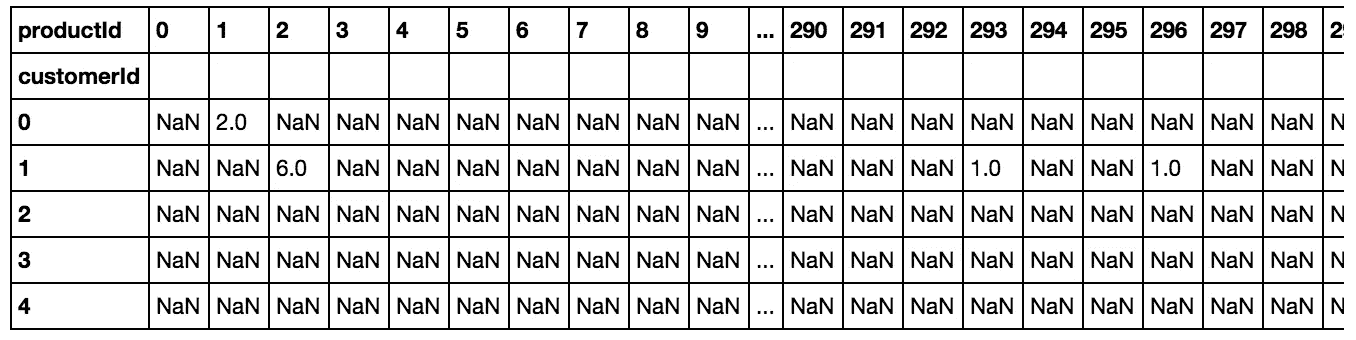 productId 0 1 2 3 4 5 6 7 8 9 ... 290 291 292 293 294 295 296 297 298 2
customerId
0 NaN 2.0 NaN NaN NaN NaN NaN NaN NaN NaN ... NaN NaN NaN NaN NaN NaN NaN NaN NaN N
1 NaN NaN 6.0 NaN NaN NaN NaN NaN NaN NaN ... NaN NaN NaN 1.0 NaN NaN 1.0 NaN NaN N
2 NaN NaN NaN NaN NaN NaN NaN NaN NaN NaN ... NaN NaN NaN NaN NaN NaN NaN NaN NaN N
3 NaN NaN NaN NaN NaN NaN NaN NaN NaN NaN ... NaN NaN NaN NaN NaN NaN NaN NaN NaN N
4 NaN NaN NaN NaN NaN NaN NaN NaN NaN NaN ... NaN NaN NaN NaN NaN NaN NaN NaN NaN N